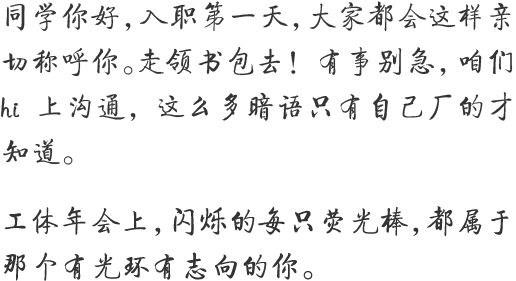 同学你好，入职第一天，大家都会这样亲
切称呼你。走领书包去！有事别急，咱们
hi 上沟通，这么多暗语只有自己厂的才
知道。
工体年会上，闪烁的每只荧光棒，都属于
那个有光环有志向的你。